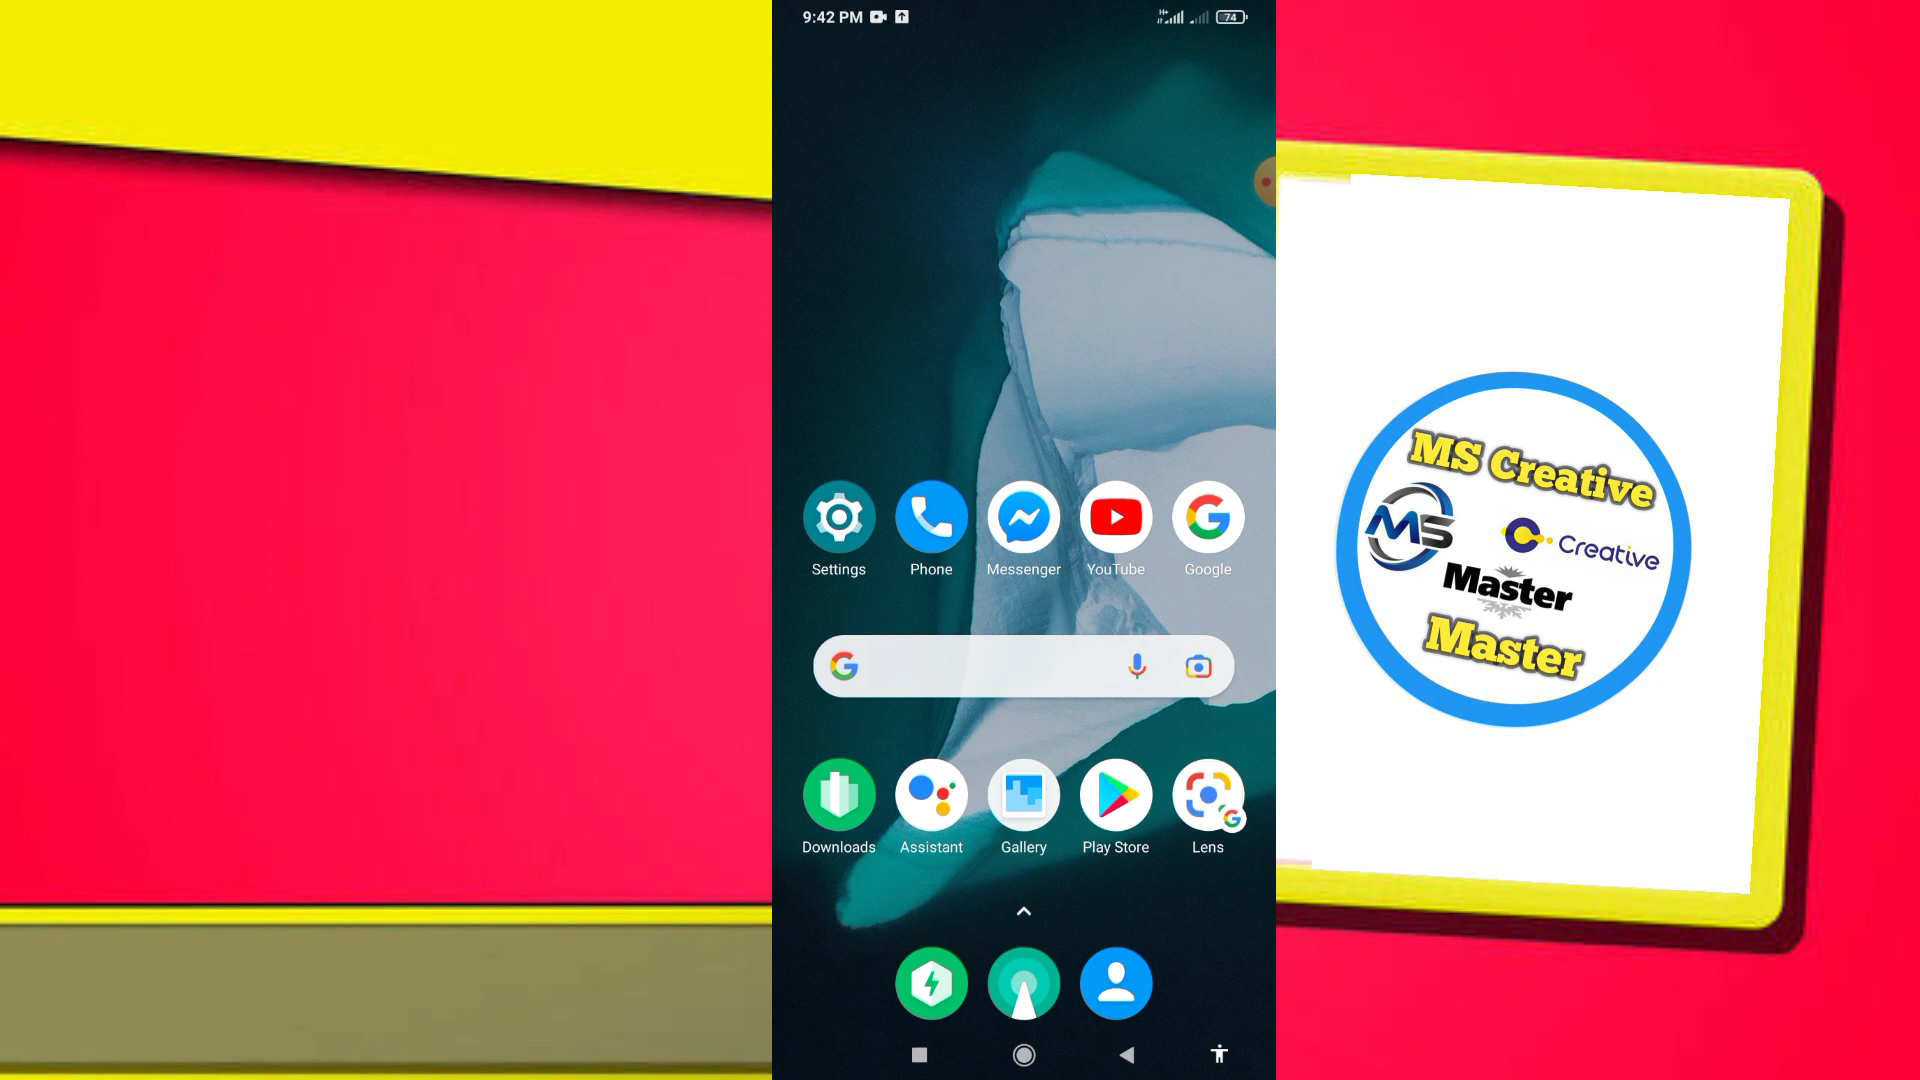 9:42 PM
H+
74
Settings Phone Messenger YouTube Google
Downloads Assistant Gallery Play Store Lens
MS Creative
MS Creative
Master
Master